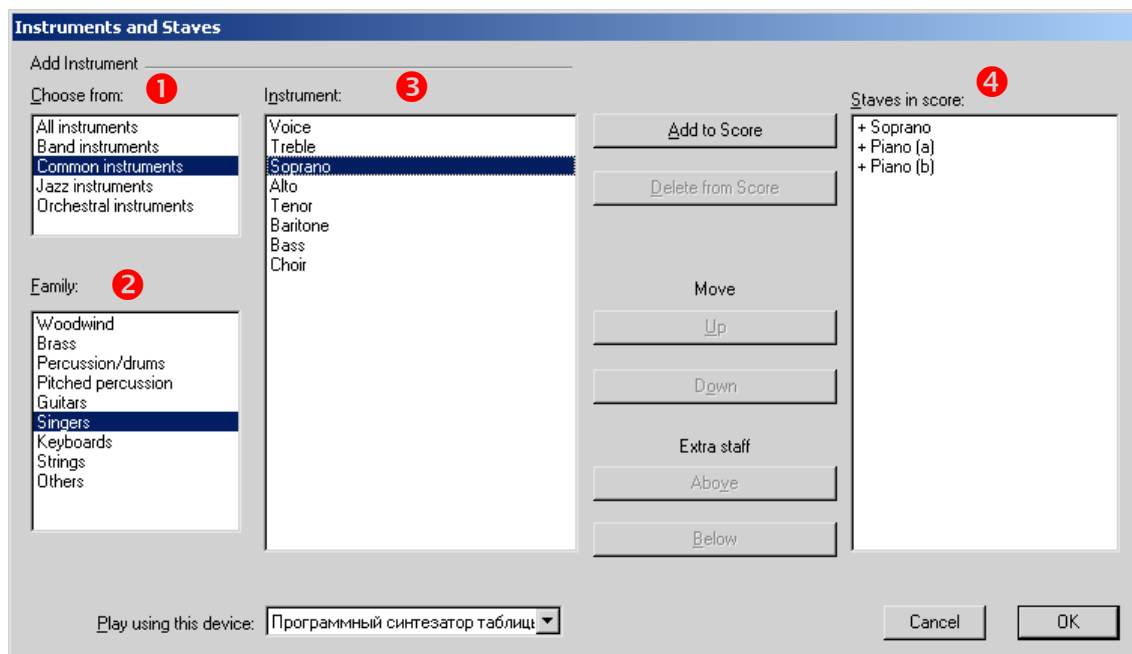 Instruments and Staves
Add Instrument
Choose from: 1
All instruments
Band instruments
Common instruments
Jazz instruments
Orchestral instruments
Family: 2
Woodwind
Brass
Percussion/drums
Pitched percussion
Guitars
Singers
Keyboards
Strings
Others
Instrument: 3
Voice
Treble
Soprano
Alto
Tenor
Baritone
Bass
Choir
Add to Score
Delete from Score
Move
Up
Down
Extra staff
Above
Below
Staves in score: 4
+ Soprano
+ Piano (a)
+ Piano (b)
Play using this device: Программный синтезатор таблиць
Cancel
OK